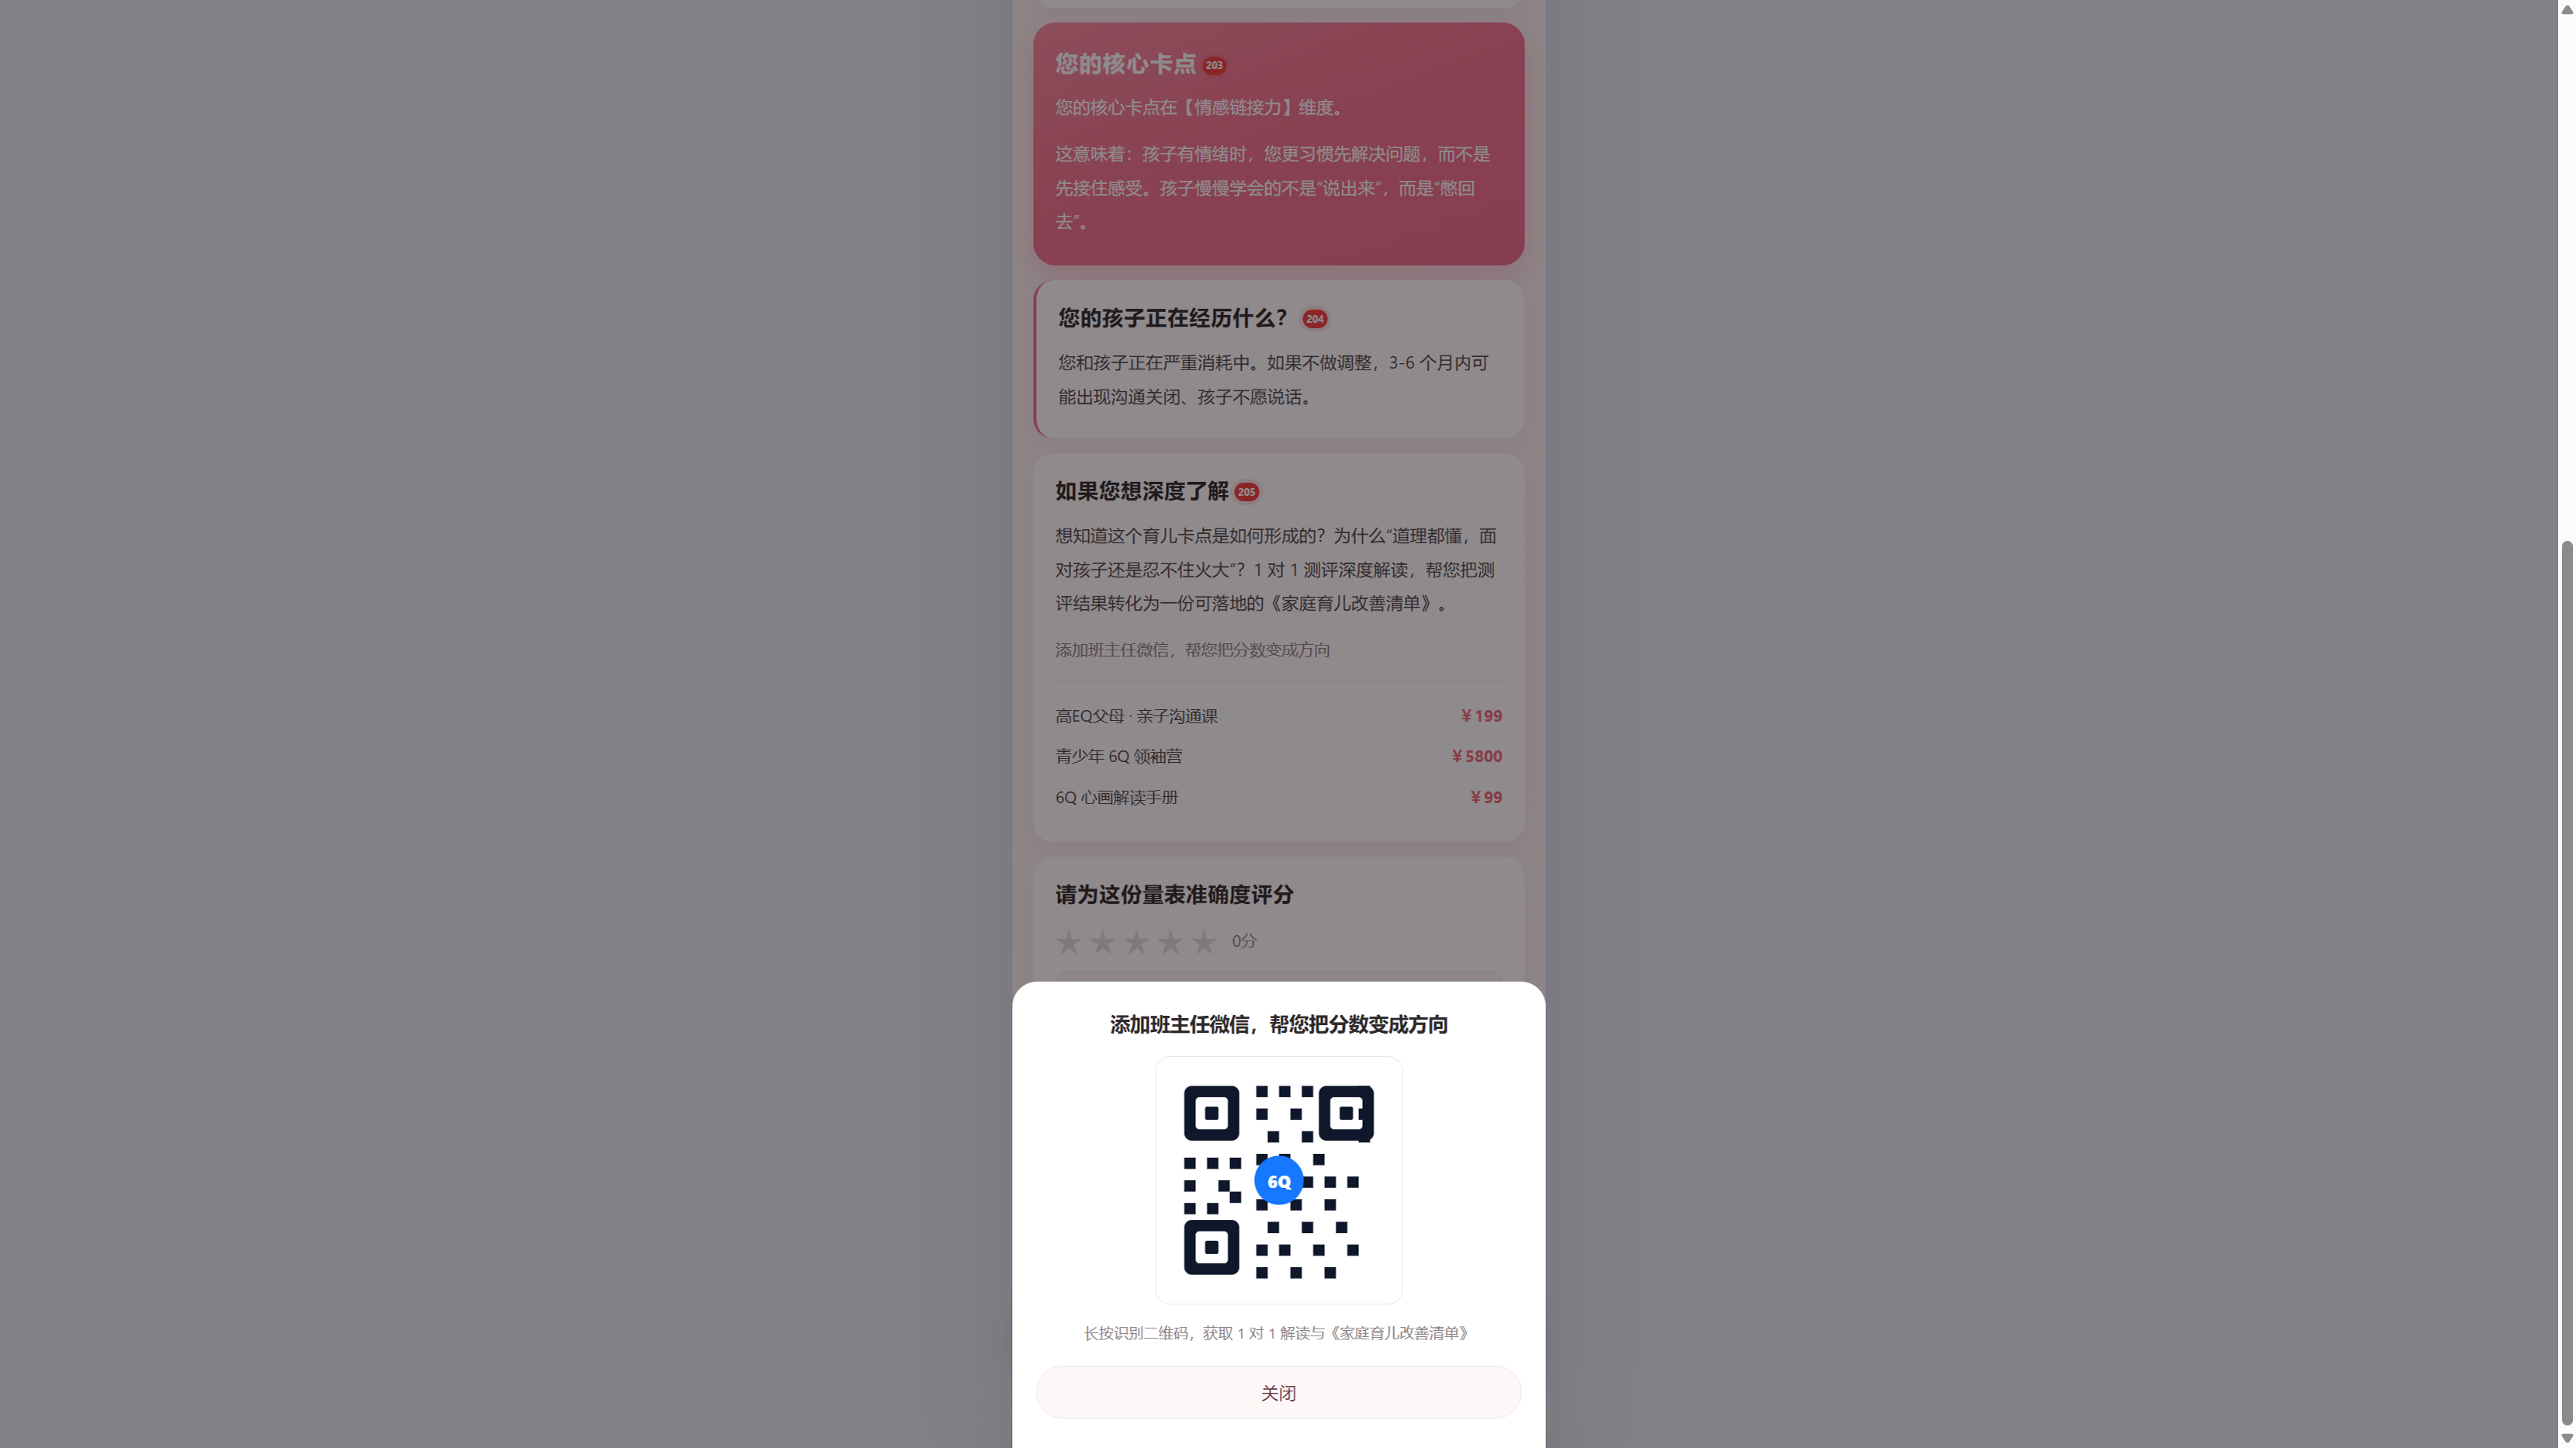 您的核心卡点 203
您的核心卡点在【情感链接力】维度。
这意味着：孩子有情绪时，您更习惯先解决问题，而不是
先接住感受。孩子慢慢学会的不是“说出来”，而是“憋回
去”。
您的孩子正在经历什么？ 204
您和孩子正在严重消耗中。如果不做调整，3-6 个月内可
能出现沟通关闭、孩子不愿说话。
如果您想深度了解 205
想知道这个育儿卡点是如何形成的？为什么“道理都懂，面
对孩子还是忍不住火大”？1 对 1 测评深度解读，帮您把测
评结果转化为一份可落地的《家庭育儿改善清单》。
添加班主任微信，帮您把分数变成方向
高EQ父母 · 亲子沟通课 ¥ 199
青少年 6Q 领袖营 ¥ 5800
6Q 心画解读手册 ¥ 99
请为这份量表准确度评分
★ ★ ★ ★ ★ 0分
添加班主任微信，帮您把分数变成方向
6Q
长按识别二维码，获取 1 对 1 解读与《家庭育儿改善清单》
关闭